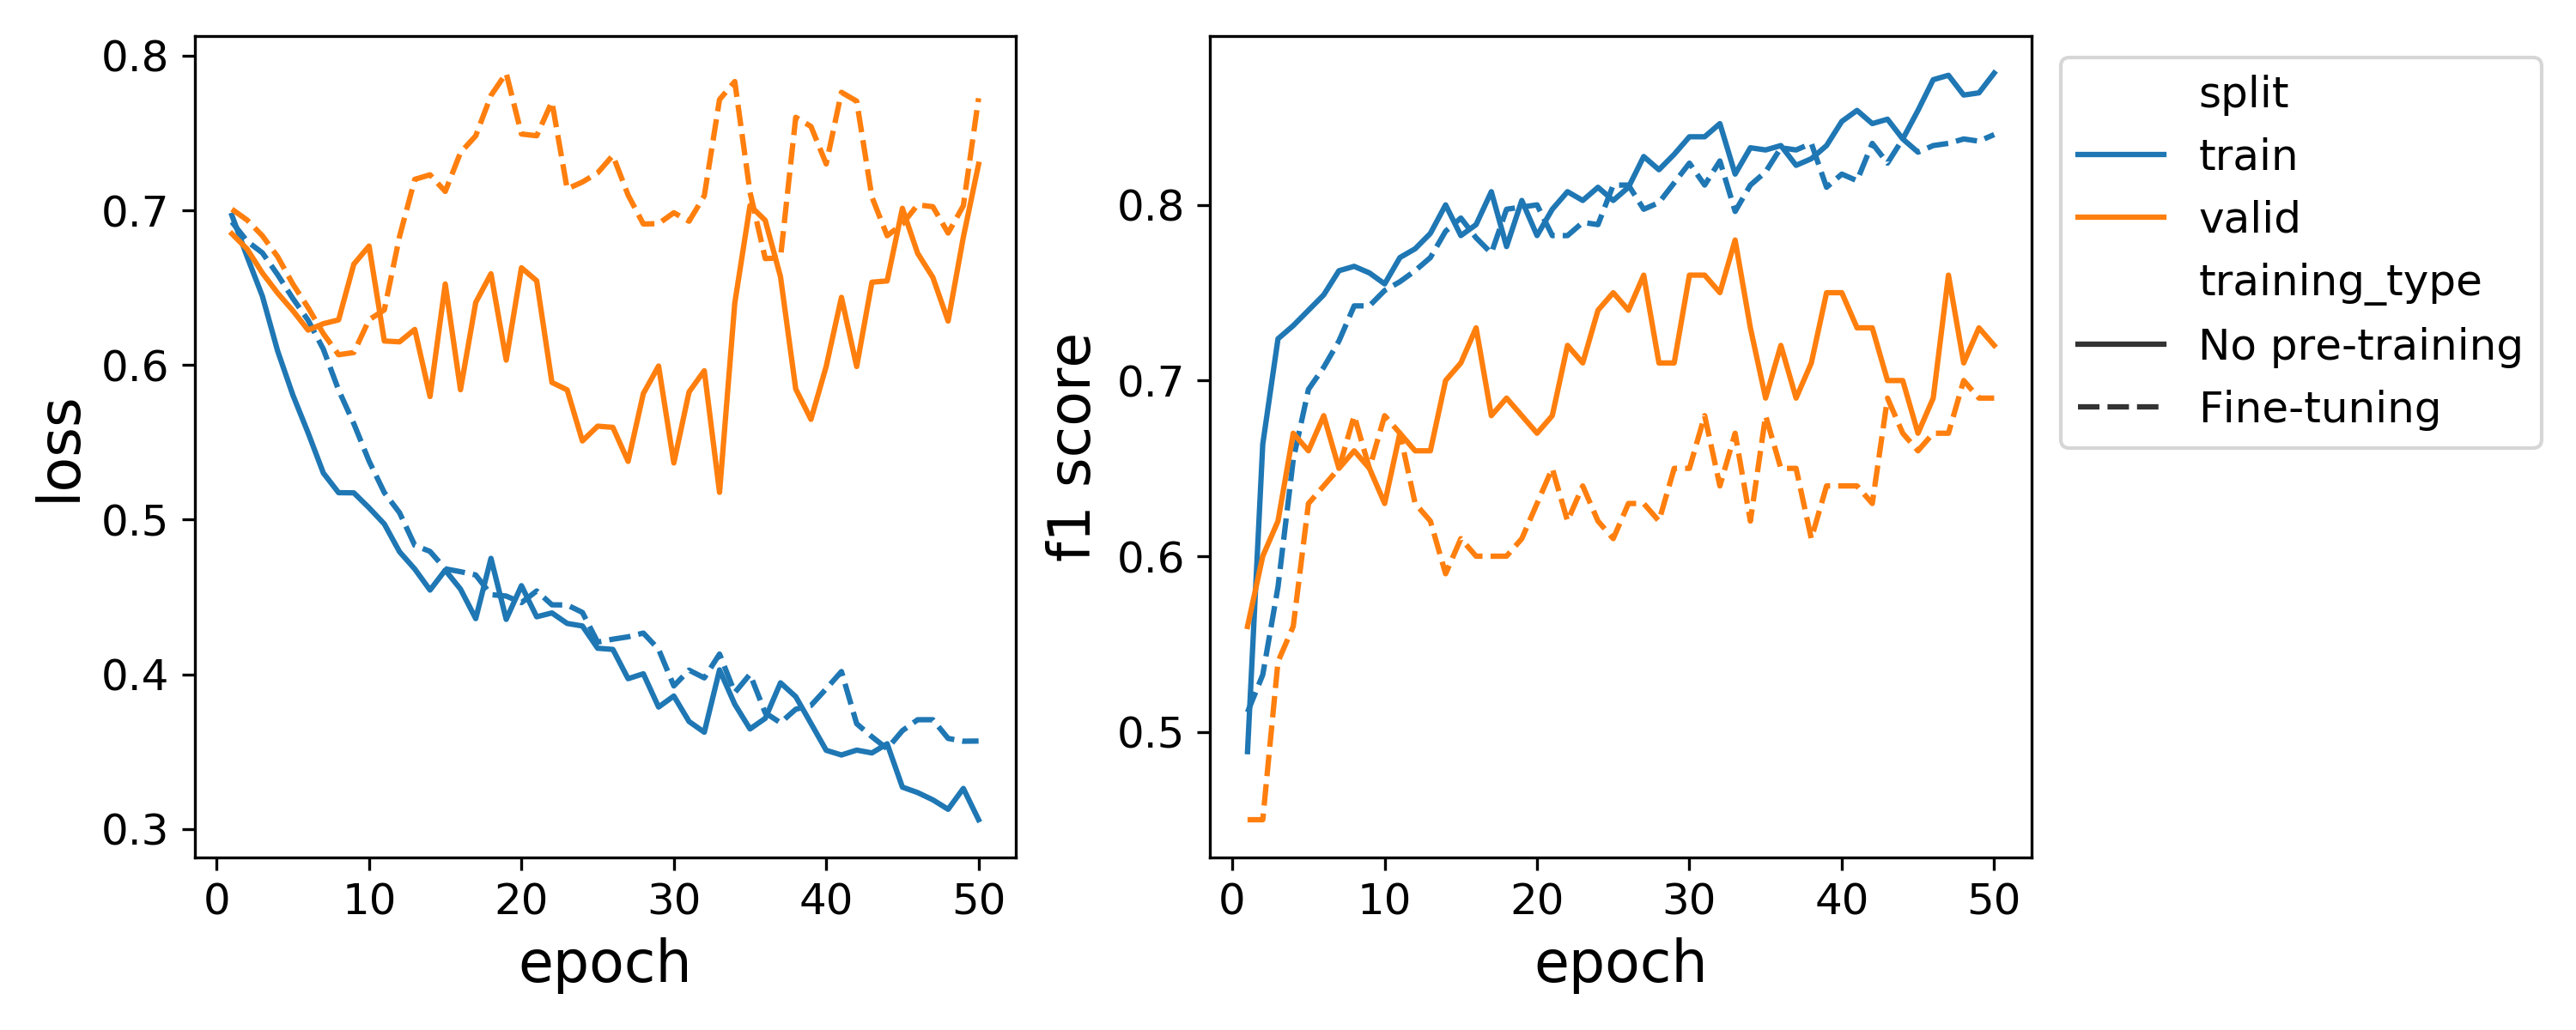 0.8
0.7
0.6
0.5
0.4
0.3
loss
0 10 20 30 40 50
epoch
0.8
0.7
0.6
0.5
f1 score
0 10 20 30 40 50
epoch
split
train
valid
training_type
No pre-training
Fine-tuning